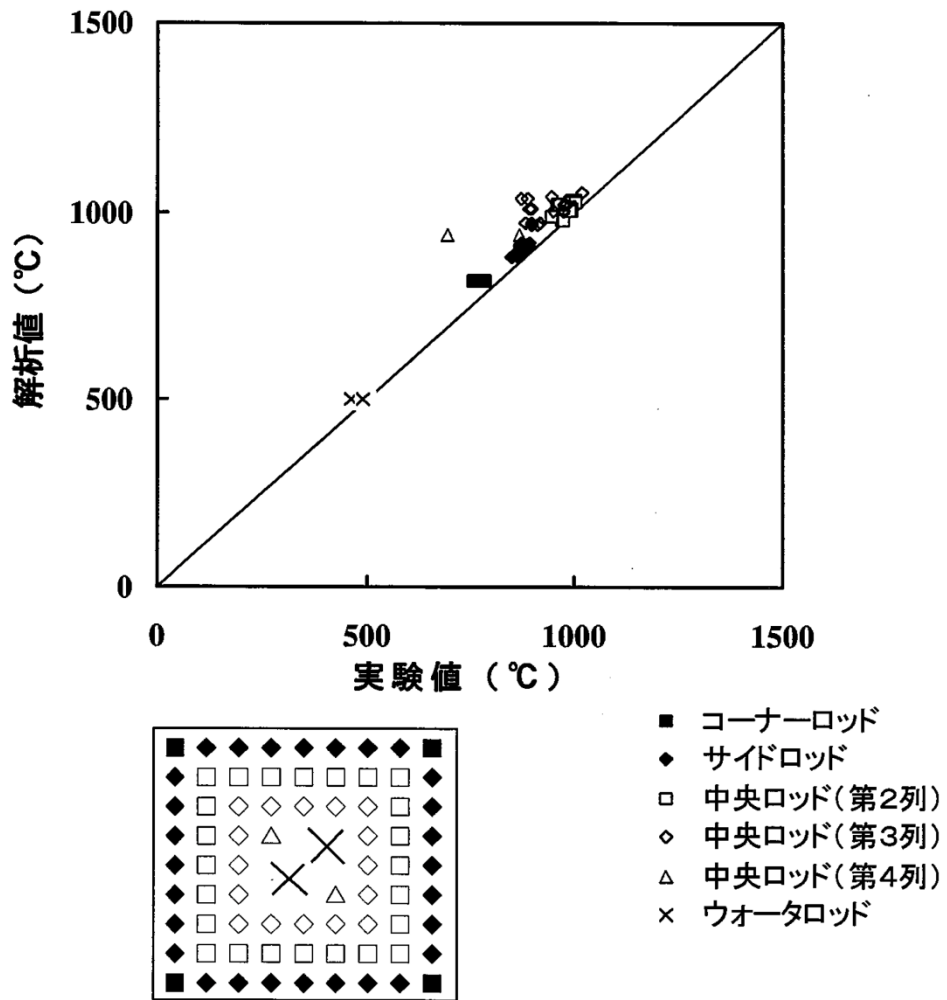 1500
1000
500
0
解析値（℃）
0 500 1000 1500
実験値（℃）
コーナーロッド
サイドロッド
中央ロッド（第2列）
中央ロッド（第3列）
中央ロッド（第4列）
ウォータロッド